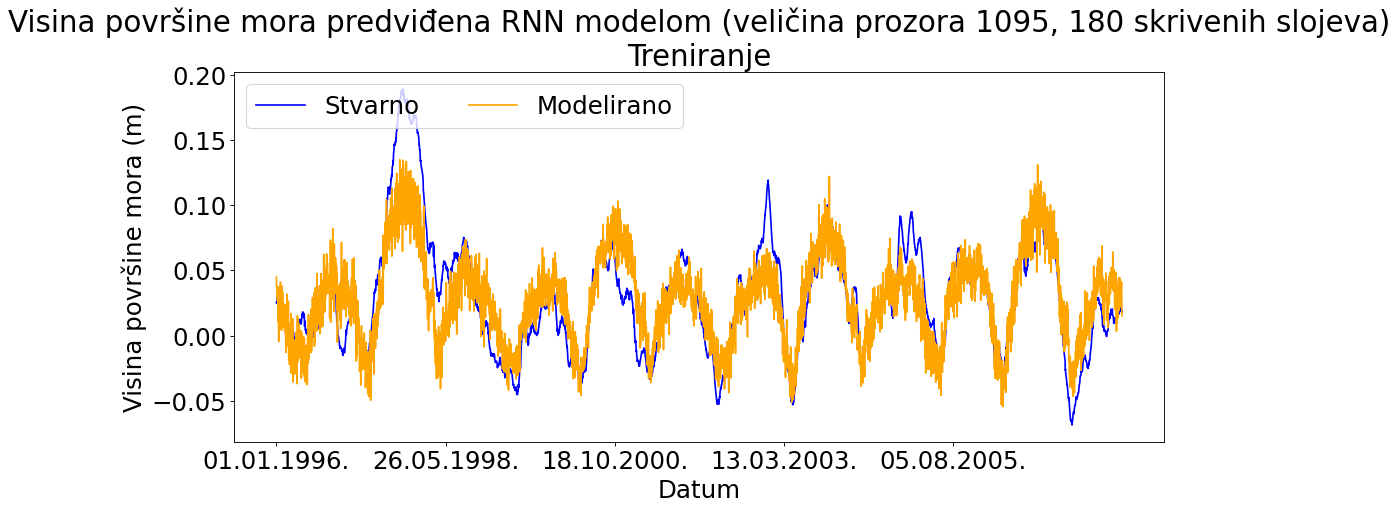 Visina površine mora predviđena RNN modelom (veličina prozora 1095, 180 skrivenih slojeva)
Treniranje
Stvarno Modelirano
Visina površine mora (m)
0.20
0.15
0.10
0.05
0.00
−0.05
01.01.1996. 26.05.1998. 18.10.2000. 13.03.2003. 05.08.2005.
Datum